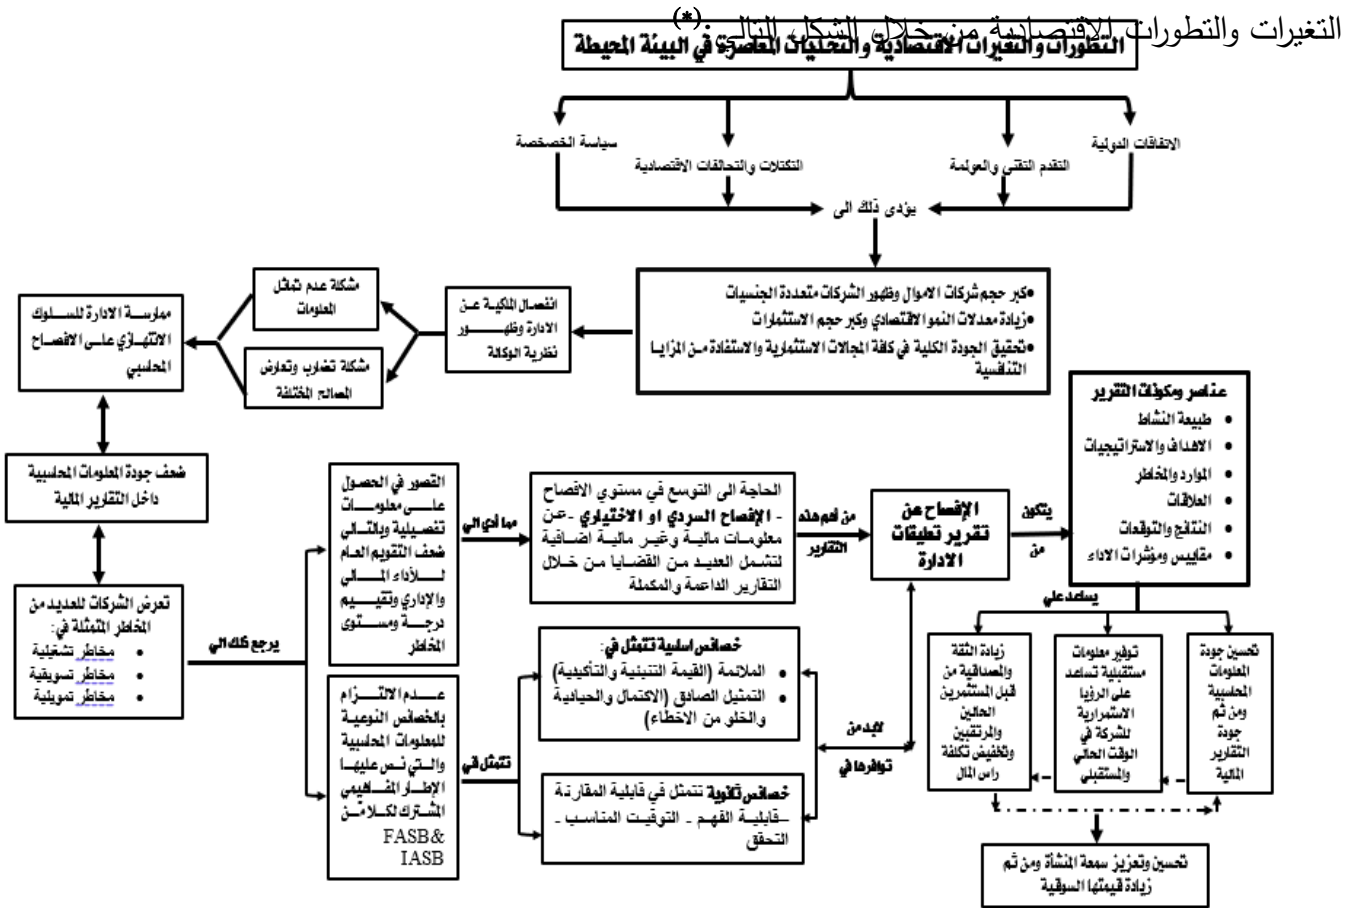 التغيرات والتطورات الاقتصادية من خلال الشكل التالي :(*)
التطورات والتغيرات الاقتصادية والتحديات المعاصرة في البيئة المحيطة
الاتفاقات الدولية
التقدم التقني والعولمة
التكتلات والتحالفات الاقتصادية
سياسة الخصخصة
يؤدى ذلك الى
•كبر حجم شركات الاموال وظهور الشركات متعددة الجنسيات
•زيادة معدلات النمو الاقتصادي وكبر حجم الاستثمارات
•تحقيق الجودة الكلية في كافة المجالات الاستثمارية والاستفادة من المزايا
التنافسية
انفصال الملكية عن
الادارة وظهور
نظرية الوكالة
مشكلة عدم تماثل
المعلومات
مشكلة تضارب وتعارض
المصالح المختلفة
ممارسة الادارة للسلوك
الانتهازي على الافصاح
المحاسبي
ضعف جودة المعلومات المحاسبية
داخل التقارير المالية
تعرض الشركات للعديد من
المخاطر المتمثلة في:
• مخاطر تشغيلية
• مخاطر تسويقية
• مخاطر تمويلية
يرجع ذلك الي
القصور في الحصول
على معلومات
تفصيلية وبالتالى
ضعف التقويم العام
للأداء المالى
والإداري وتقييم
درجة ومستوى
المخاطر
عدم الالتزام
بالخصائص النوعية
للمعلومات المحاسبية
والتي نص عليها
الإطار المفاهيمي
المشترك لكلا من
FASB&
IASB
مما أدي الي
الحاجة الى التوسع في مستوي الافصاح
- الإفصاح السردي او الاختياري - عن
معلومات مالية وغير مالية اضافية
لتشمل العديد من القضايا من خلال
التقارير الداعمة والمكملة
من أهم هذه
التقارير
الإفصاح عن
تقرير تعليقات
الادارة
يتكون
من
عناصر ومكونات التقرير
• طبيعة النشاط
• الاهداف والاستراتيجيات
• الموارد والمخاطر
• العلاقات
• النتائج والتوقعات
• مقاييس ومؤشرات الاداء
تتمثل في
خصائص اساسية تتمثل في:
• الملائمة (القيمة التنبئية والتأكيدية)
• التمثيل الصادق (الاكتمال والحيادية
والخلو من الاخطاء)
خصائص ثانوية تتمثل في قابلية المقارنة
–قابلية الفهم - التوقيت المناسب -
التحقق
لابد من
توافرها في
يساعد علي
تحسين جودة
المعلومات
المحاسبية
ومن ثم
جودة
التقارير
المالية
توفير معلومات
مستقبلية تساعد
على الرؤيا
الاستمرارية
للشركة في
الوقت الحالي
والمستقبلي
زيادة الثقة
والمصداقية من
قبل المستثمرين
الحالين
والمرتقبين
وتخفيض تكلفة
راس المال
تحسين وتعزيز سمعة المنشأة ومن ثم
زيادة قيمتها السوقية